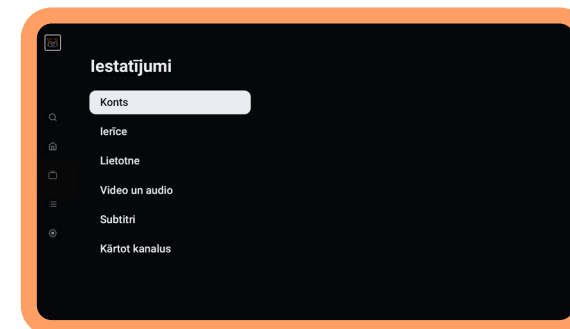 Iestatījumi
Konts
Ierīce
Lietotne
Video un audio
Subtitri
Kārtot kanalus